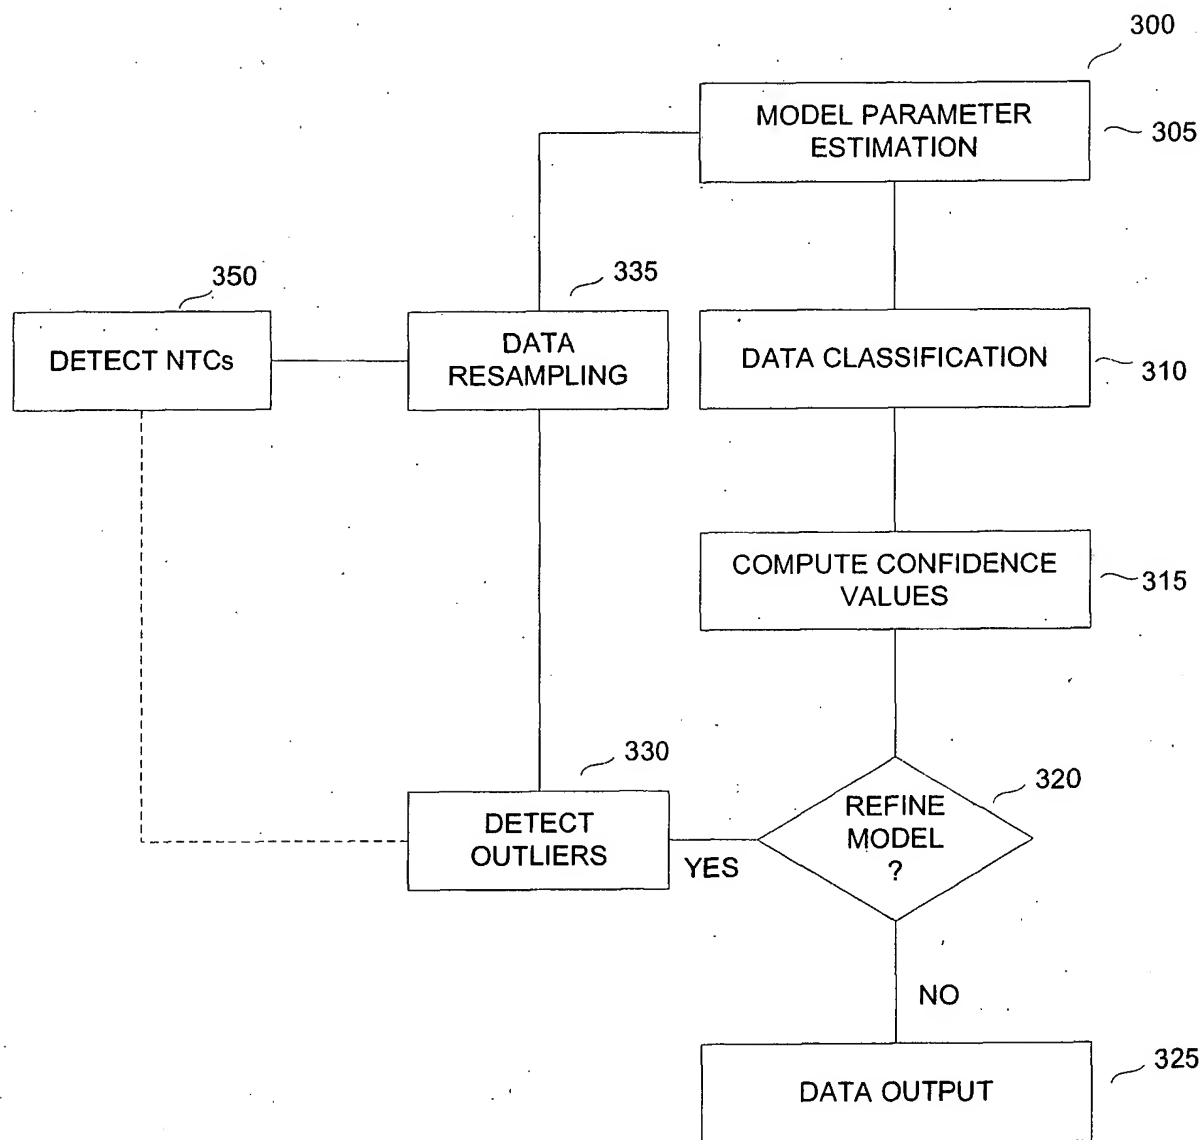 300
MODEL PARAMETER
ESTIMATION
305
350
335
DETECT NTCs
DATA
RESAMPLING
DATA CLASSIFICATION
310
COMPUTE CONFIDENCE
VALUES
315
330
320
REFINE
MODEL
?
DETECT
OUTLIERS
YES
NO
325
DATA OUTPUT